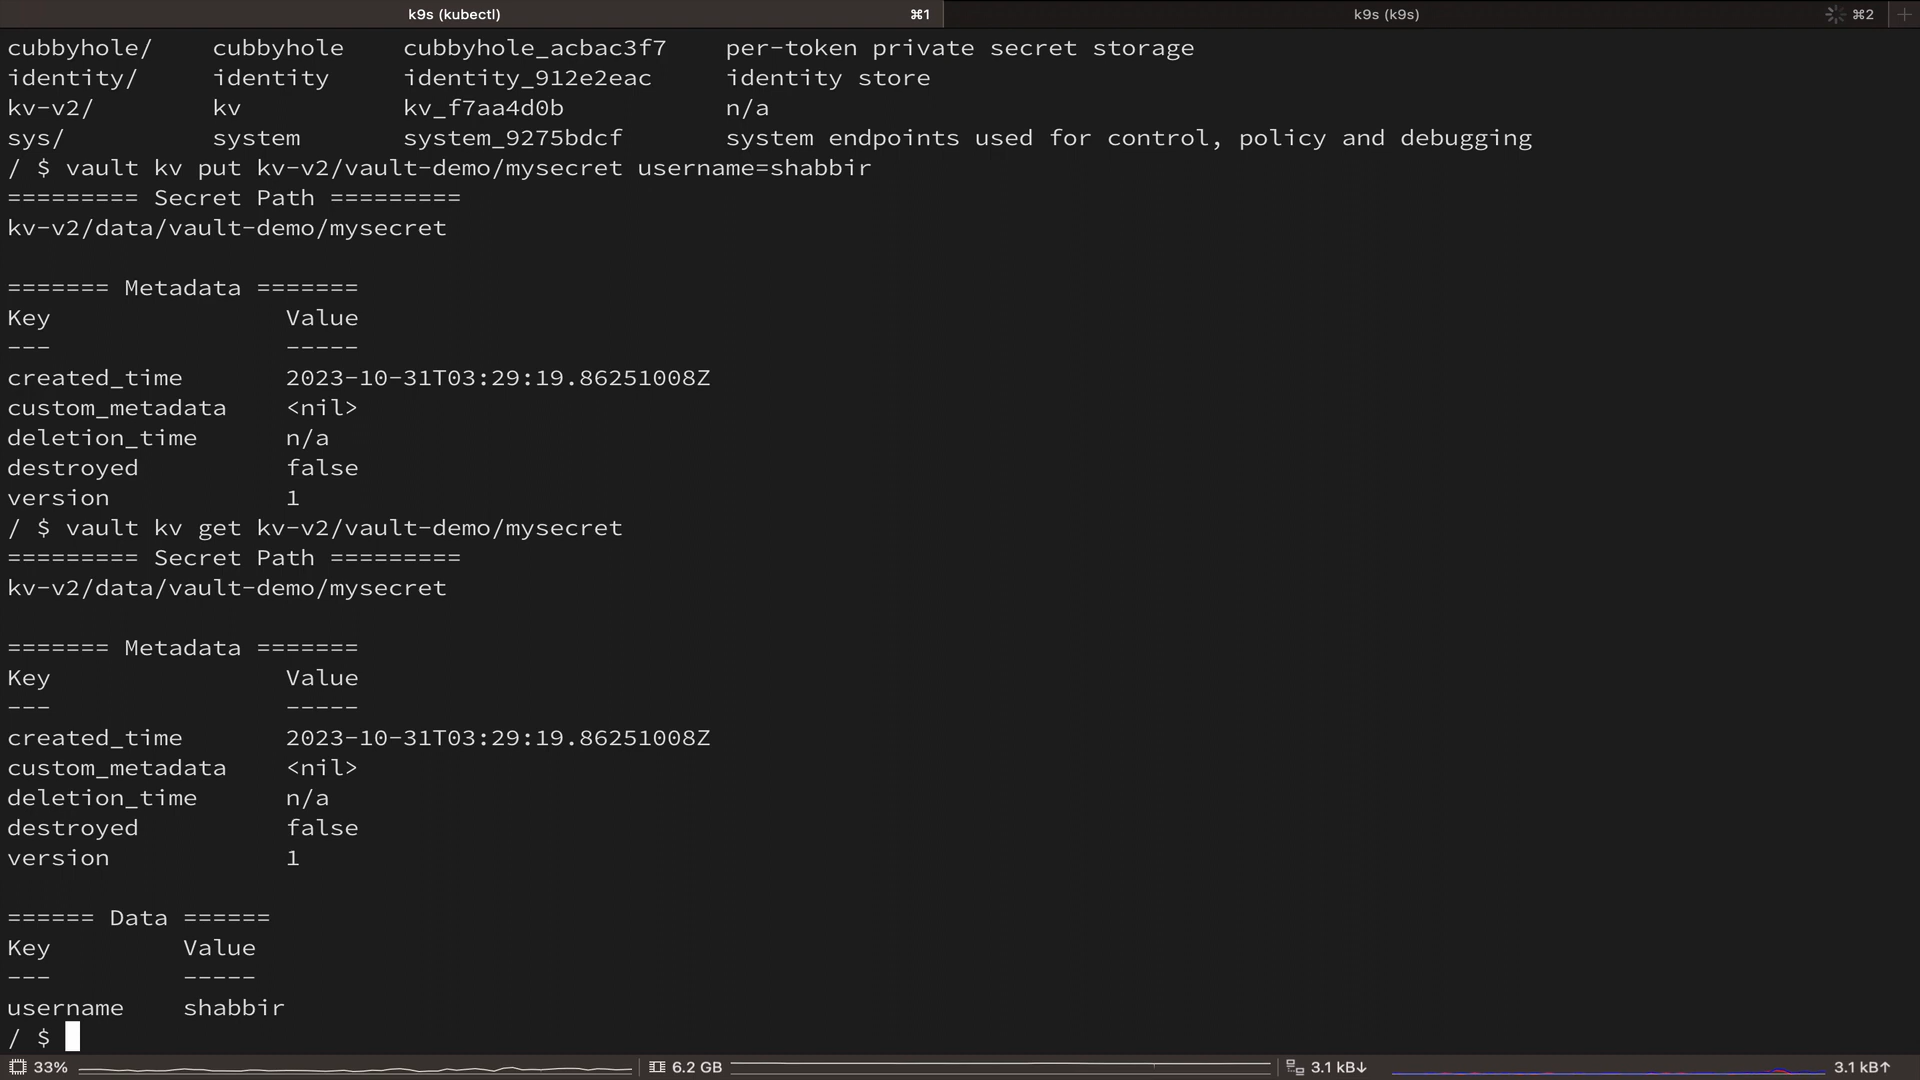 k9s (kubectl) ⌘1 k9s (k9s) ⌘2 +
cubbyhole/ cubbyhole cubbyhole_acbac3f7 per-token private secret storage
identity/ identity identity_912e2eac identity store
kv-v2/ kv kv_f7aa4d0b n/a
sys/ system system_9275bdcf system endpoints used for control, policy and debugging
/ $ vault kv put kv-v2/vault-demo/mysecret username=shabbir
========= Secret Path =========
kv-v2/data/vault-demo/mysecret
======= Metadata =======
Key Value
--- -----
created_time 2023-10-31T03:29:19.86251008Z
custom_metadata <nil>
deletion_time n/a
destroyed false
version 1
/ $ vault kv get kv-v2/vault-demo/mysecret
========= Secret Path =========
kv-v2/data/vault-demo/mysecret
======= Metadata =======
Key Value
--- -----
created_time 2023-10-31T03:29:19.86251008Z
custom_metadata <nil>
deletion_time n/a
destroyed false
version 1
====== Data ======
Key Value
--- -----
username shabbir
/ $
33% 6.2 GB 3.1 kB↓ 3.1 kB↑